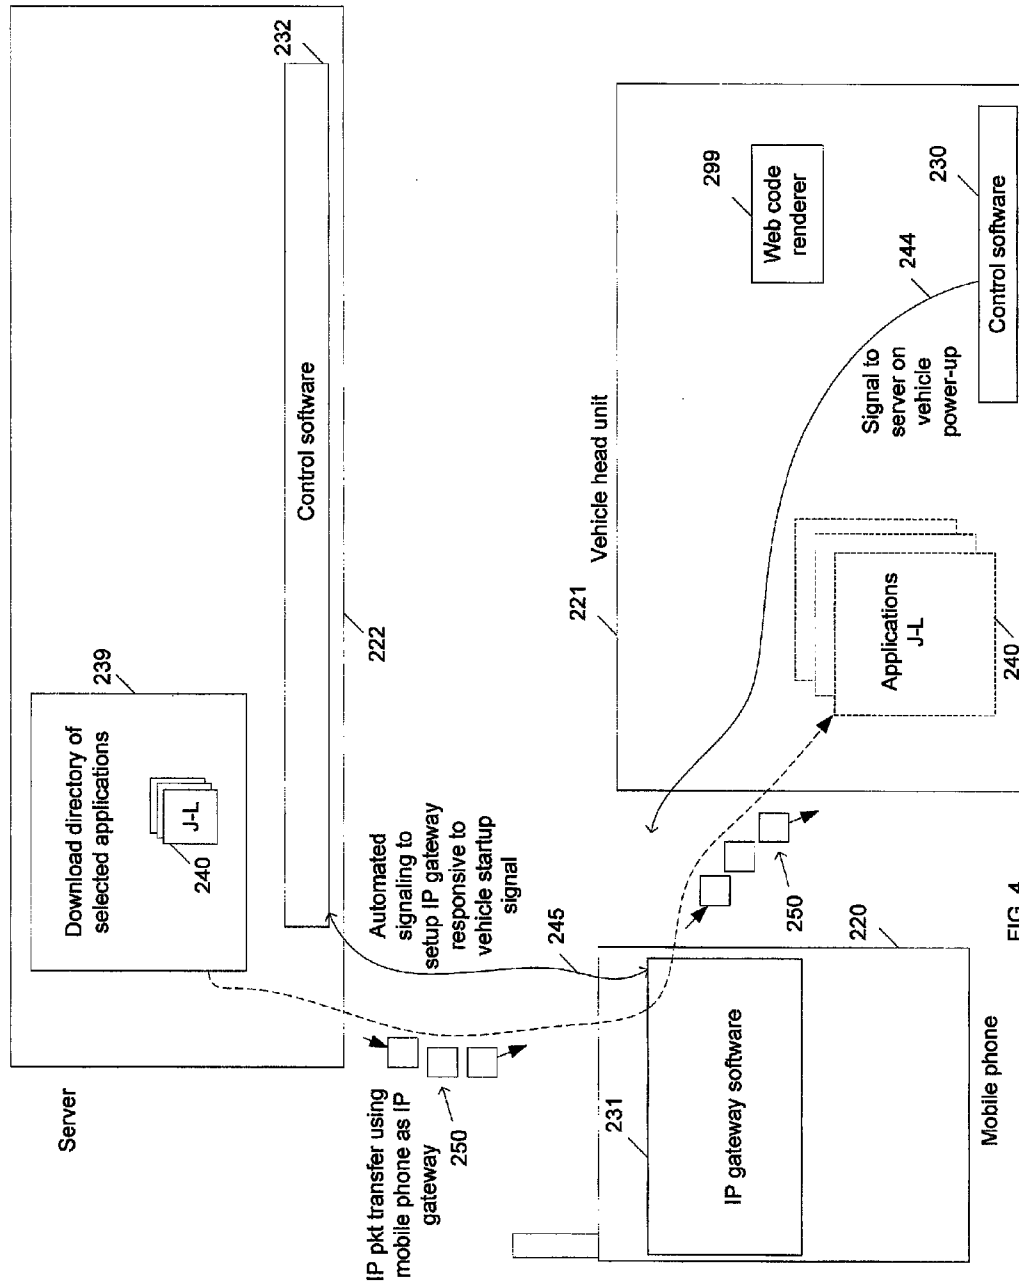 Server
Download directory of
selected applications
239
240
J-L
Control software
232
222
IP pkt transfer using
mobile phone as IP
gateway
250
Automated
signaling to
setup IP gateway
responsive to
vehicle startup
signal
245
231
IP gateway software
Mobile phone
220
250
221
Vehicle head unit
Applications
J-L
240
Signal to
server on
vehicle
power-up
244
Web code
renderer
299
Control software
230
FIG. 4